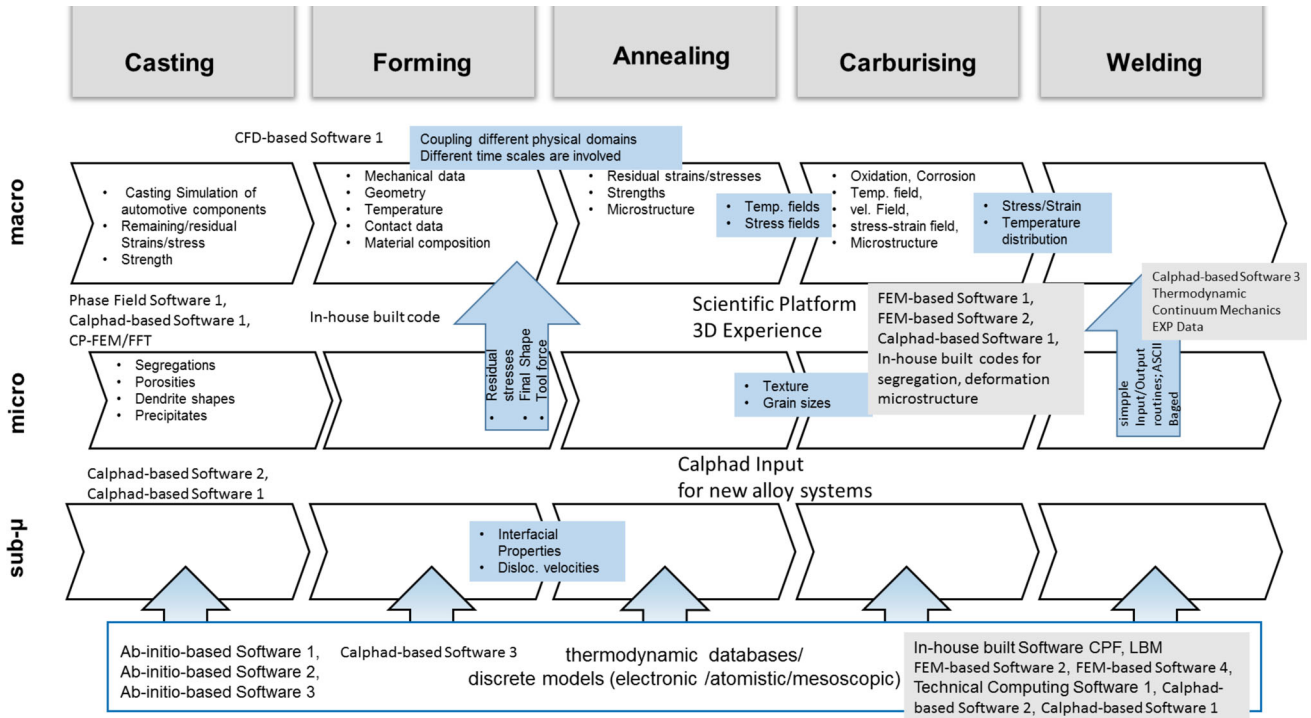 Casting
Forming
Annealing
Carburising
Welding
CFD-based Software 1
Coupling different physical domains
Different time scales are involved
macro
• Casting Simulation of
automotive components
• Remaining/residual
Strains/stress
• Strength
• Mechanical data
• Geometry
• Temperature
• Contact data
• Material composition
• Residual strains/stresses
• Strengths
• Microstructure
• Temp. fields
• Stress fields
• Oxidation, Corrosion
• Temp. field,
• vel. Field,
• stress-strain field,
• Microstructure
• Stress/Strain
• Temperature
distribution
Phase Field Software 1,
Calphad-based Software 1,
CP-FEM/FFT
In-house built code
• Residual
stresses
• Final Shape
• Tool force
Scientific Platform
3D Experience
FEM-based Software 1,
FEM-based Software 2,
Calphad-based Software 1,
In-house built codes for
segregation, deformation
microstructure
Calphad-based Software 3
Thermodynamic
Continuum Mechanics
EXP Data
simpple
Input/Output
routines; ASCII
Baged
micro
• Segregations
• Porosities
• Dendrite shapes
• Precipitates
• Texture
• Grain sizes
Calphad-based Software 2,
Calphad-based Software 1
Calphad Input
for new alloy systems
sub-μ
• Interfacial
Properties
• Disloc. velocities
Ab-initio-based Software 1,
Ab-initio-based Software 2,
Ab-initio-based Software 3
Calphad-based Software 3
thermodynamic databases/
discrete models (electronic /atomistic/mesoscopic)
In-house built Software CPF, LBM
FEM-based Software 2, FEM-based Software 4,
Technical Computing Software 1, Calphad-
based Software 2, Calphad-based Software 1